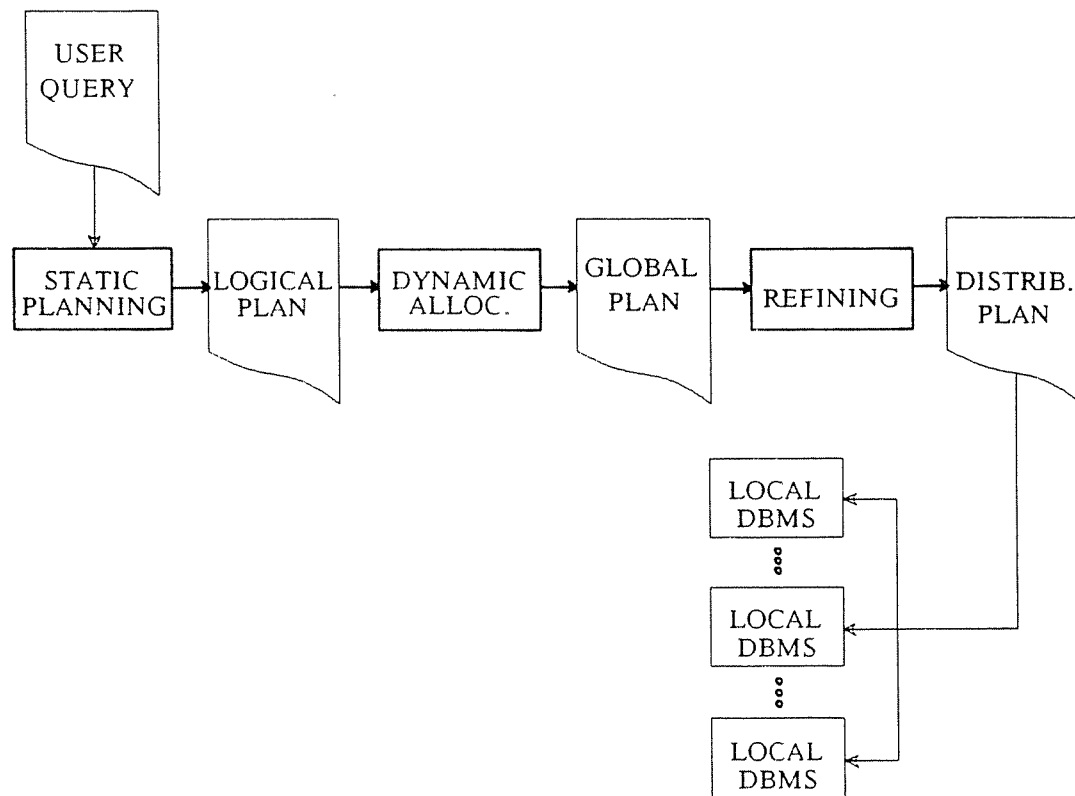 USER
QUERY
STATIC
PLANNING
LOGICAL
PLAN
DYNAMIC
ALLOC.
GLOBAL
PLAN
REFINING
DISTRIB.
PLAN
LOCAL
DBMS
LOCAL
DBMS
LOCAL
DBMS